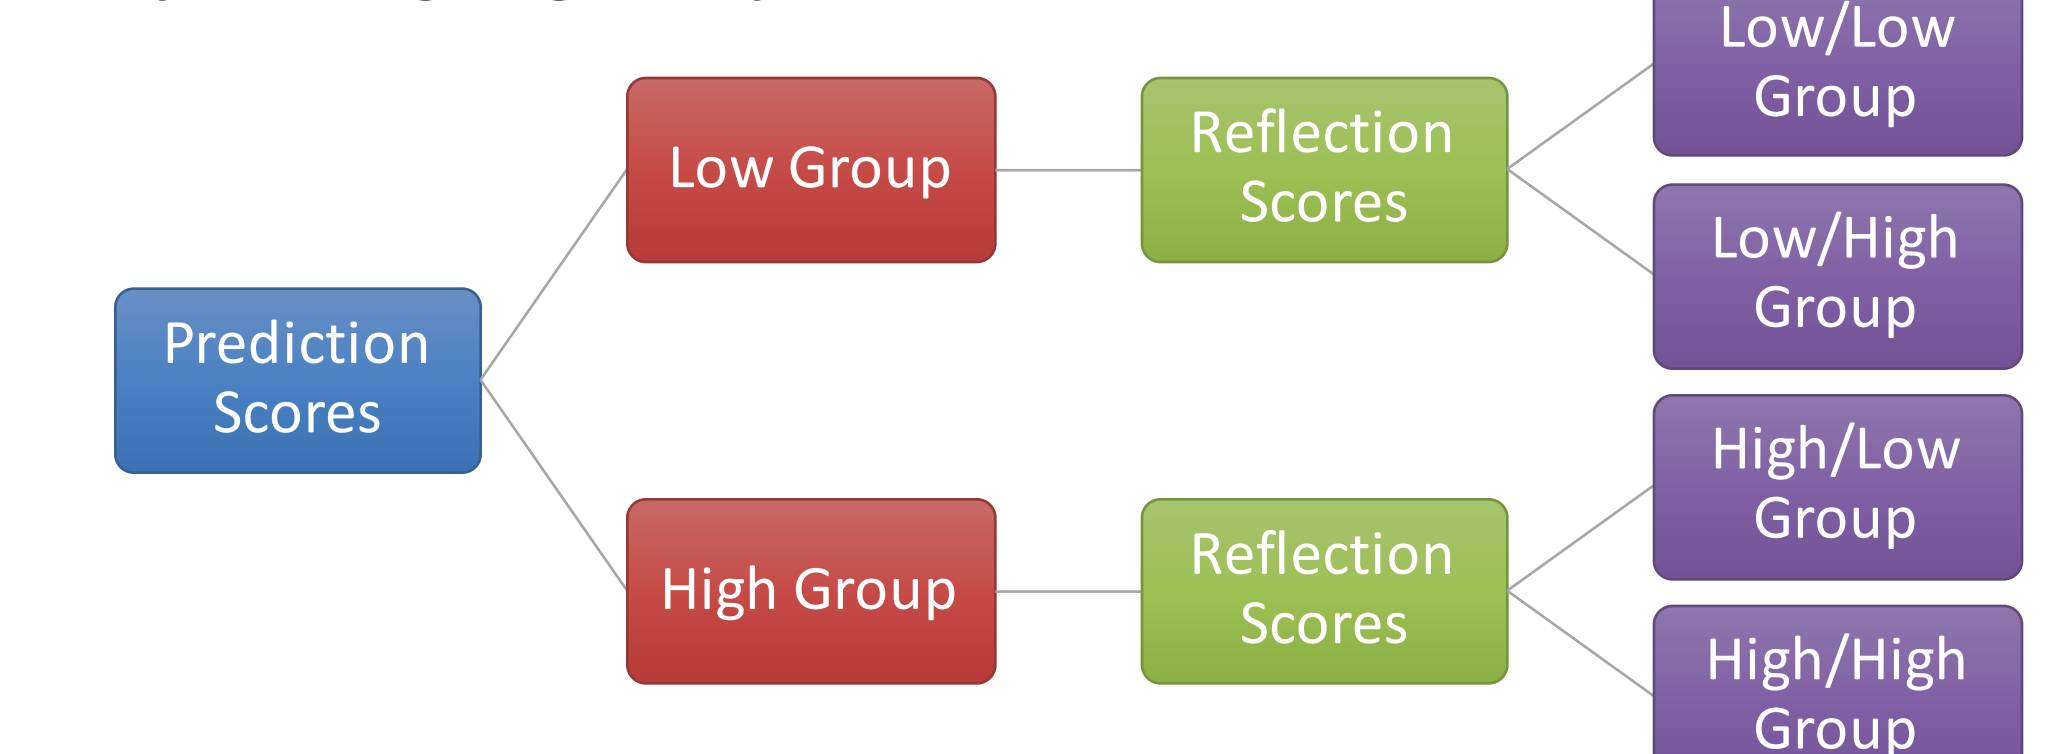 Prediction
Scores
Low Group
High Group
Reflection
Scores
Reflection
Scores
Low/Low
Group
Low/High
Group
High/Low
Group
High/High
Group